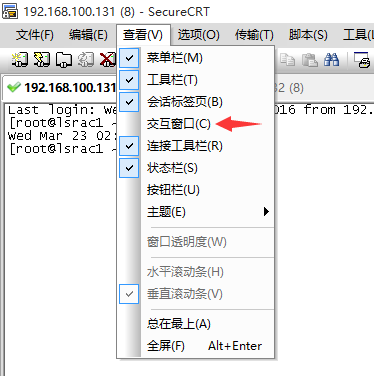 192.168.100.131 (8) - SecureCRT
文件(F) 编辑(E) 查看(V) 选项(O) 传输(T) 脚本(S) 工具(L
192.168.100.131 32 (8)
菜单栏(M)
工具栏(T)
会话标签页(B)
交互窗口(C)
连接工具栏(R)
状态栏(S)
按钮栏(U)
主题(E)
窗口透明度(W)
水平滚动条(H)
垂直滚动条(V)
总在最上(A)
全屏(F) Alt+Enter
Last login: We 016 from 192.
[root@lsrac1 ~
Wed Mar 23 02:
[root@lsrac1 ~